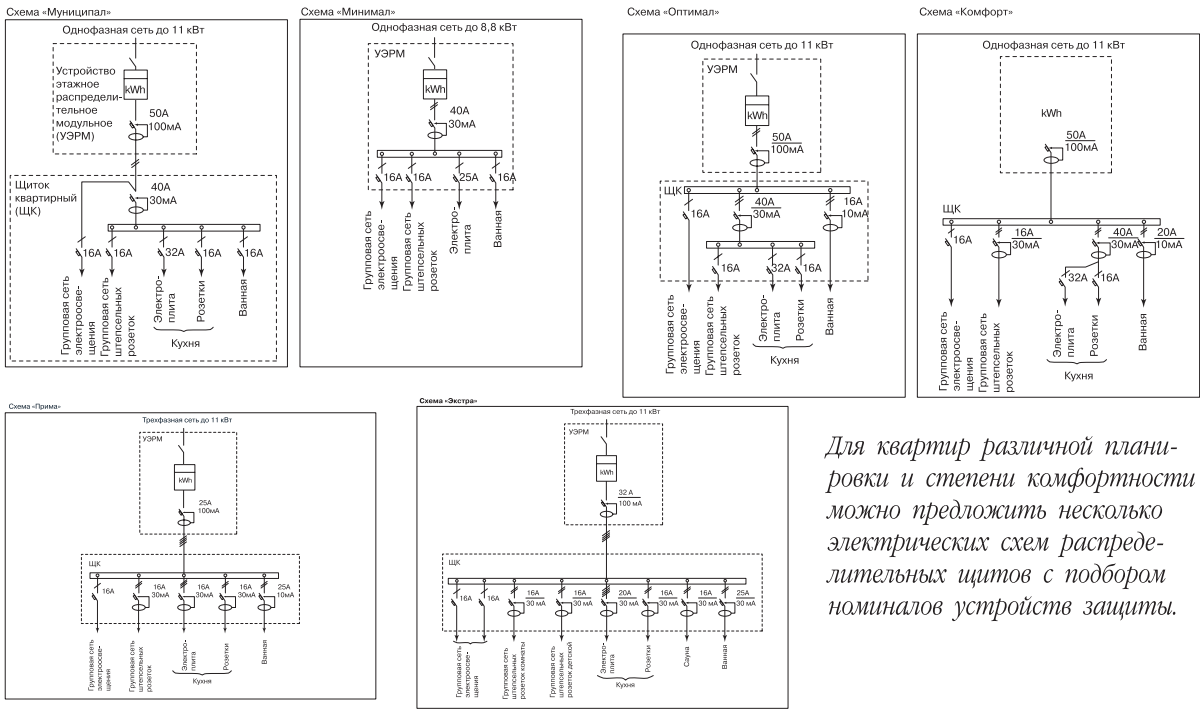 Схема «Муниципал»
Однофазная сеть до 11 кВт
Устройство
этажное
распредели-
тельное
модульное
(УЭРМ)
kWh
50А
100мА
Щиток
квартирный
(ЩК)
40А
30мА
16А
16А
32А
16А
16А
Групповая сеть
электроосве-
щения
Групповая сеть
штепсельных
розеток
Электро-
плита
Розетки
Ванная
Кухня
Схема «Минимал»
Однофазная сеть до 8,8 кВт
УЭРМ
kWh
40А
30мА
16А
16А
25А
16А
Групповая сеть
электроосве-
щения
Групповая сеть
штепсельных
розеток
Электро-
плита
Ванная
Схема «Оптимал»
Однофазная сеть до 11 кВт
УЭРМ
kWh
50А
100мА
ЩК
16А
40А
30мА
16А
10мА
16А
32А
16А
Групповая сеть
электроосве-
щения
Групповая сеть
штепсельных
розеток
Электро-
плита
Розетки
Ванная
Кухня
Схема «Комфорт»
Однофазная сеть до 11 кВт
kWh
50А
100мА
ЩК
16А
16А
30мА
40А
30мА
20А
10мА
32А
16А
Групповая сеть
электроосве-
щения
Групповая сеть
штепсельных
розеток
Электро-
плита
Розетки
Ванная
Кухня
Схема «Прима»
Трехфазная сеть до 11 кВт
УЭРМ
kWh
25А
100мА
ЩК
16А
16А
30мА
16А
30мА
16А
30мА
25А
10мА
Групповая сеть
электроосве-
щения
Групповая сеть
штепсельных
розеток
Электро-
плита
Розетки
Ванная
Кухня
Схема «Экстра»
Трехфазная сеть до 11 кВт
УЭРМ
kWh
32 А
100 мА
ЩК
16А
16А
16А
30 мА
16А
30 мА
20А
30 мА
16А
30 мА
16А
30 мА
25А
30 мА
Групповая сеть
электроосве-
щения
Групповая сеть
штепсельных
розеток комнаты
Групповая сеть
штепсельных
розеток детской
Электро-
плита
Розетки
Сауна
Ванная
Кухня
Для квартир различной плани-
ровки и степени комфортности
можно предложить несколько
электрических схем распреде-
лительных щитов с подбором
номиналов устройств защиты.